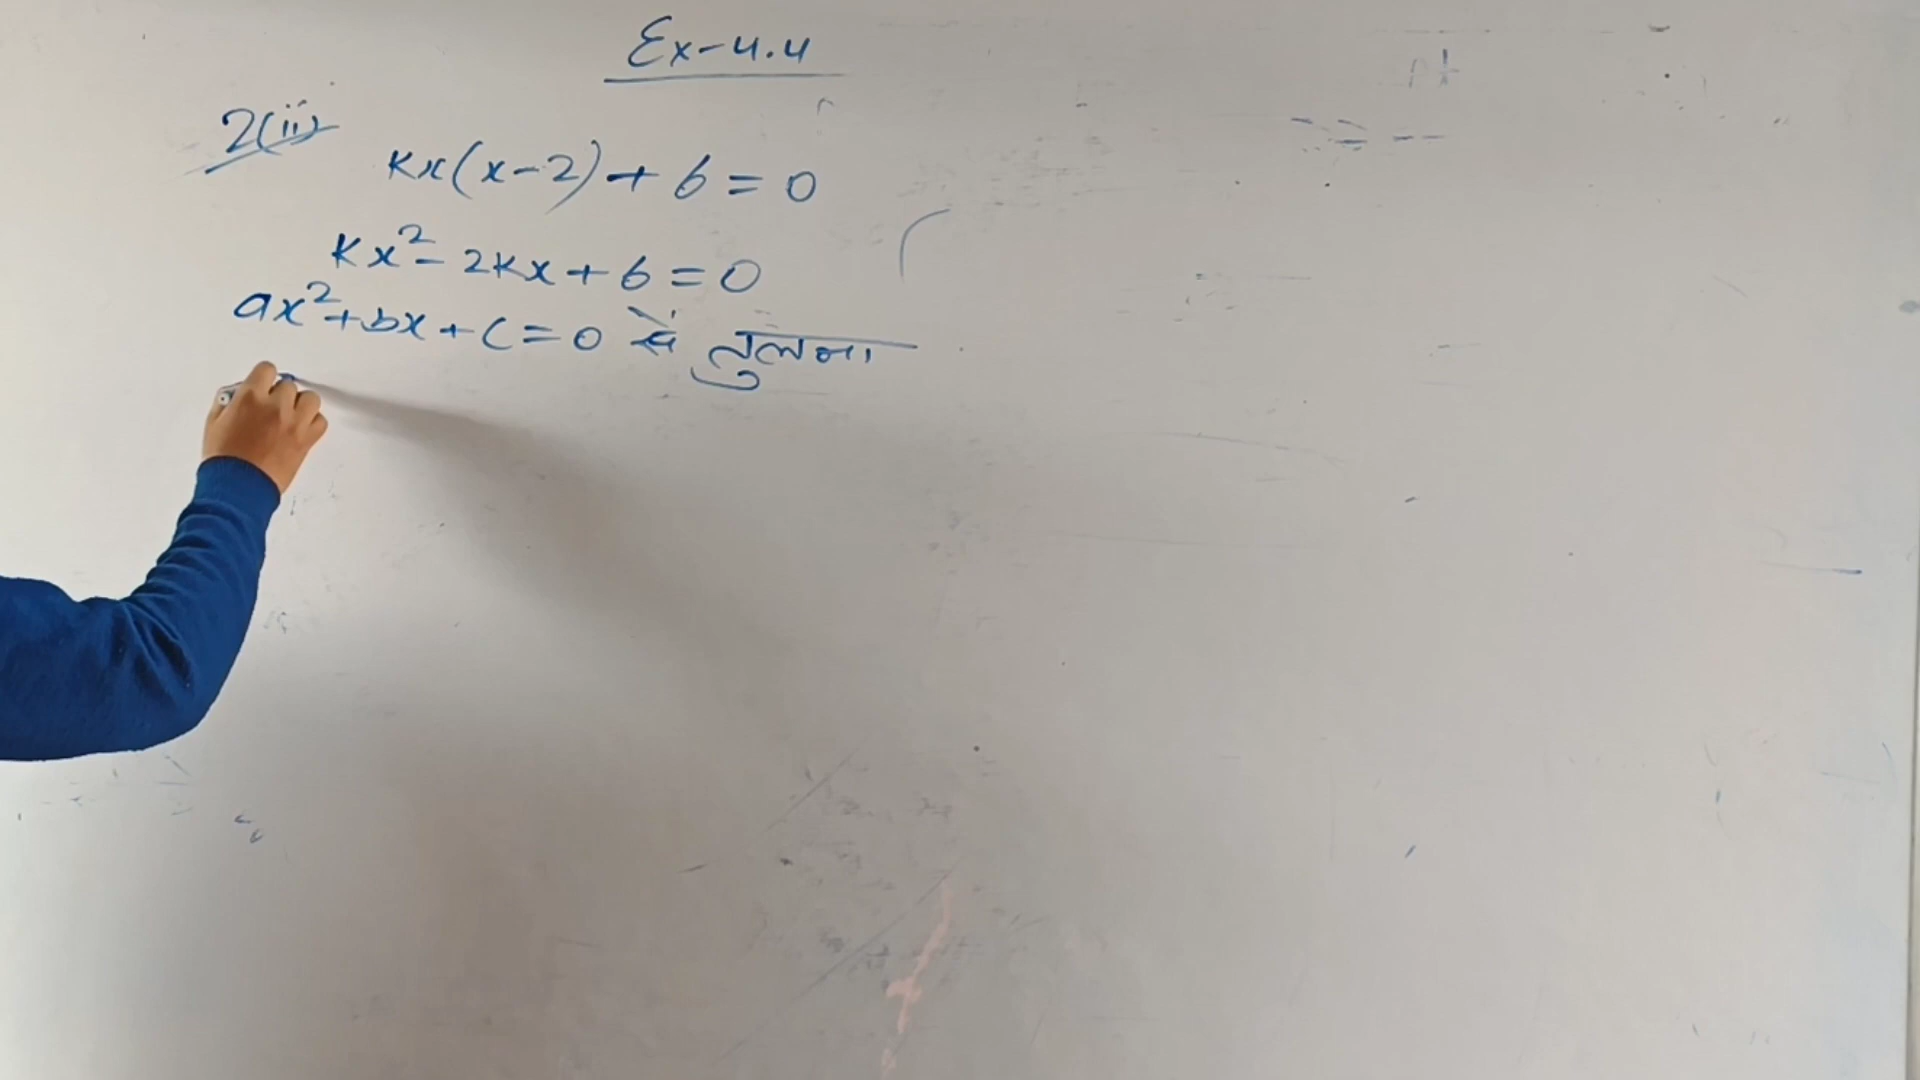 Ex-4.4
2(ii)
kx(x-2)+6=0
kx²-2kx+6=0
ax²+bx+c=0 से तुलना